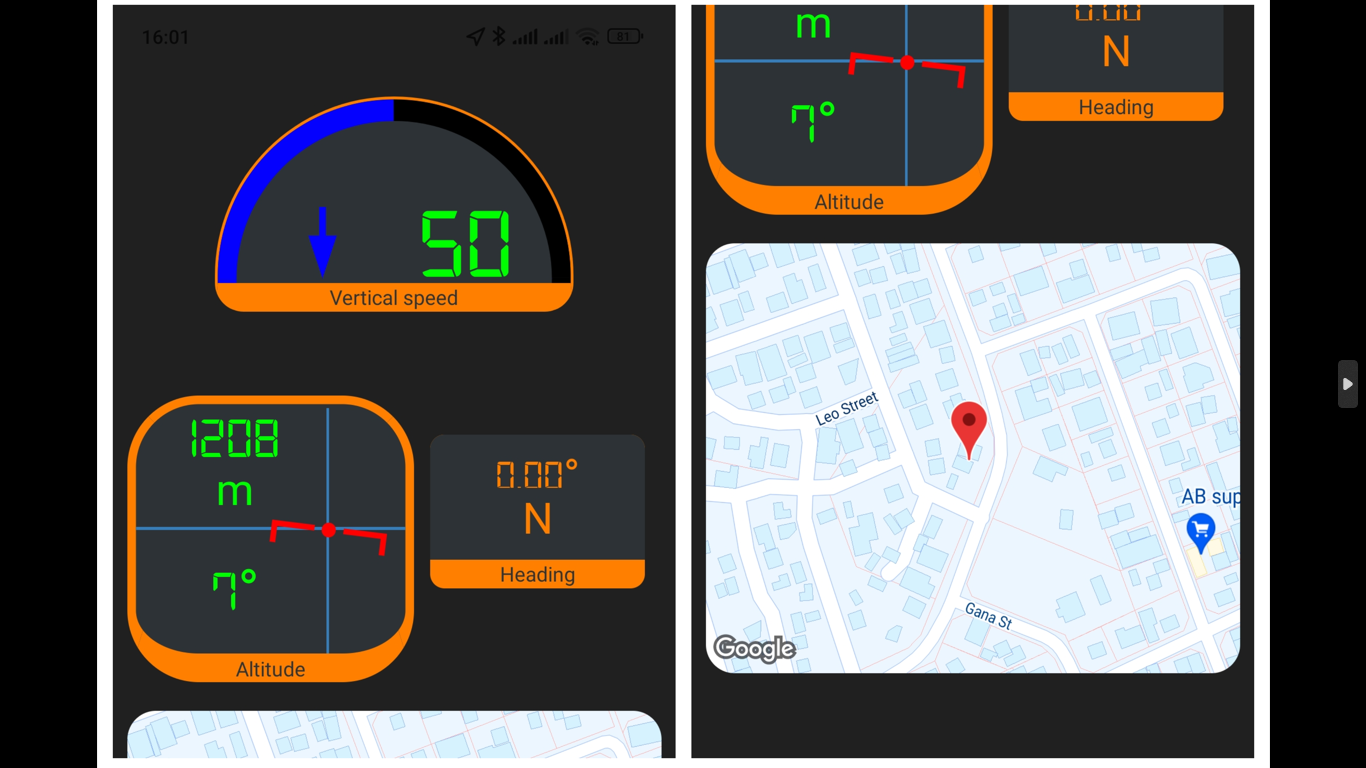 16:01
81
50
Vertical speed
1208
m
7°
Altitude
0.00°
N
Heading
m
7°
Altitude
0.00
N
Heading
Leo Street
AB sup
Gana St
Google